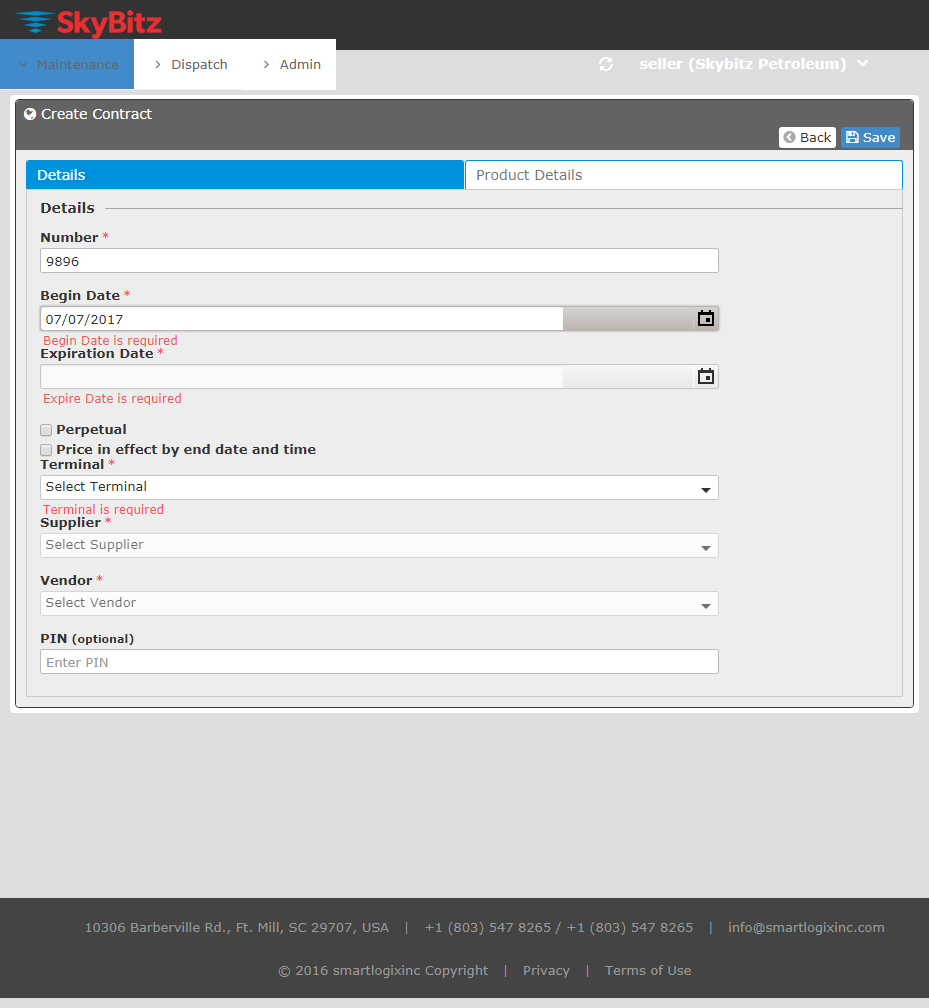 SkyBitz
Maintenance Dispatch Admin seller (Skybitz Petroleum)
Create Contract
Back Save
Details Product Details
Details
Number *
9896
Begin Date *
07/07/2017
Begin Date is required
Expiration Date *
Expire Date is required
Perpetual
Price in effect by end date and time
Terminal *
Select Terminal
Terminal is required
Supplier *
Select Supplier
Vendor *
Select Vendor
PIN (optional)
Enter PIN
10306 Barberville Rd., Ft. Mill, SC 29707, USA | +1 (803) 547 8265 / +1 (803) 547 8265 | info@smartlogixinc.com
© 2016 smartlogixinc Copyright | Privacy | Terms of Use